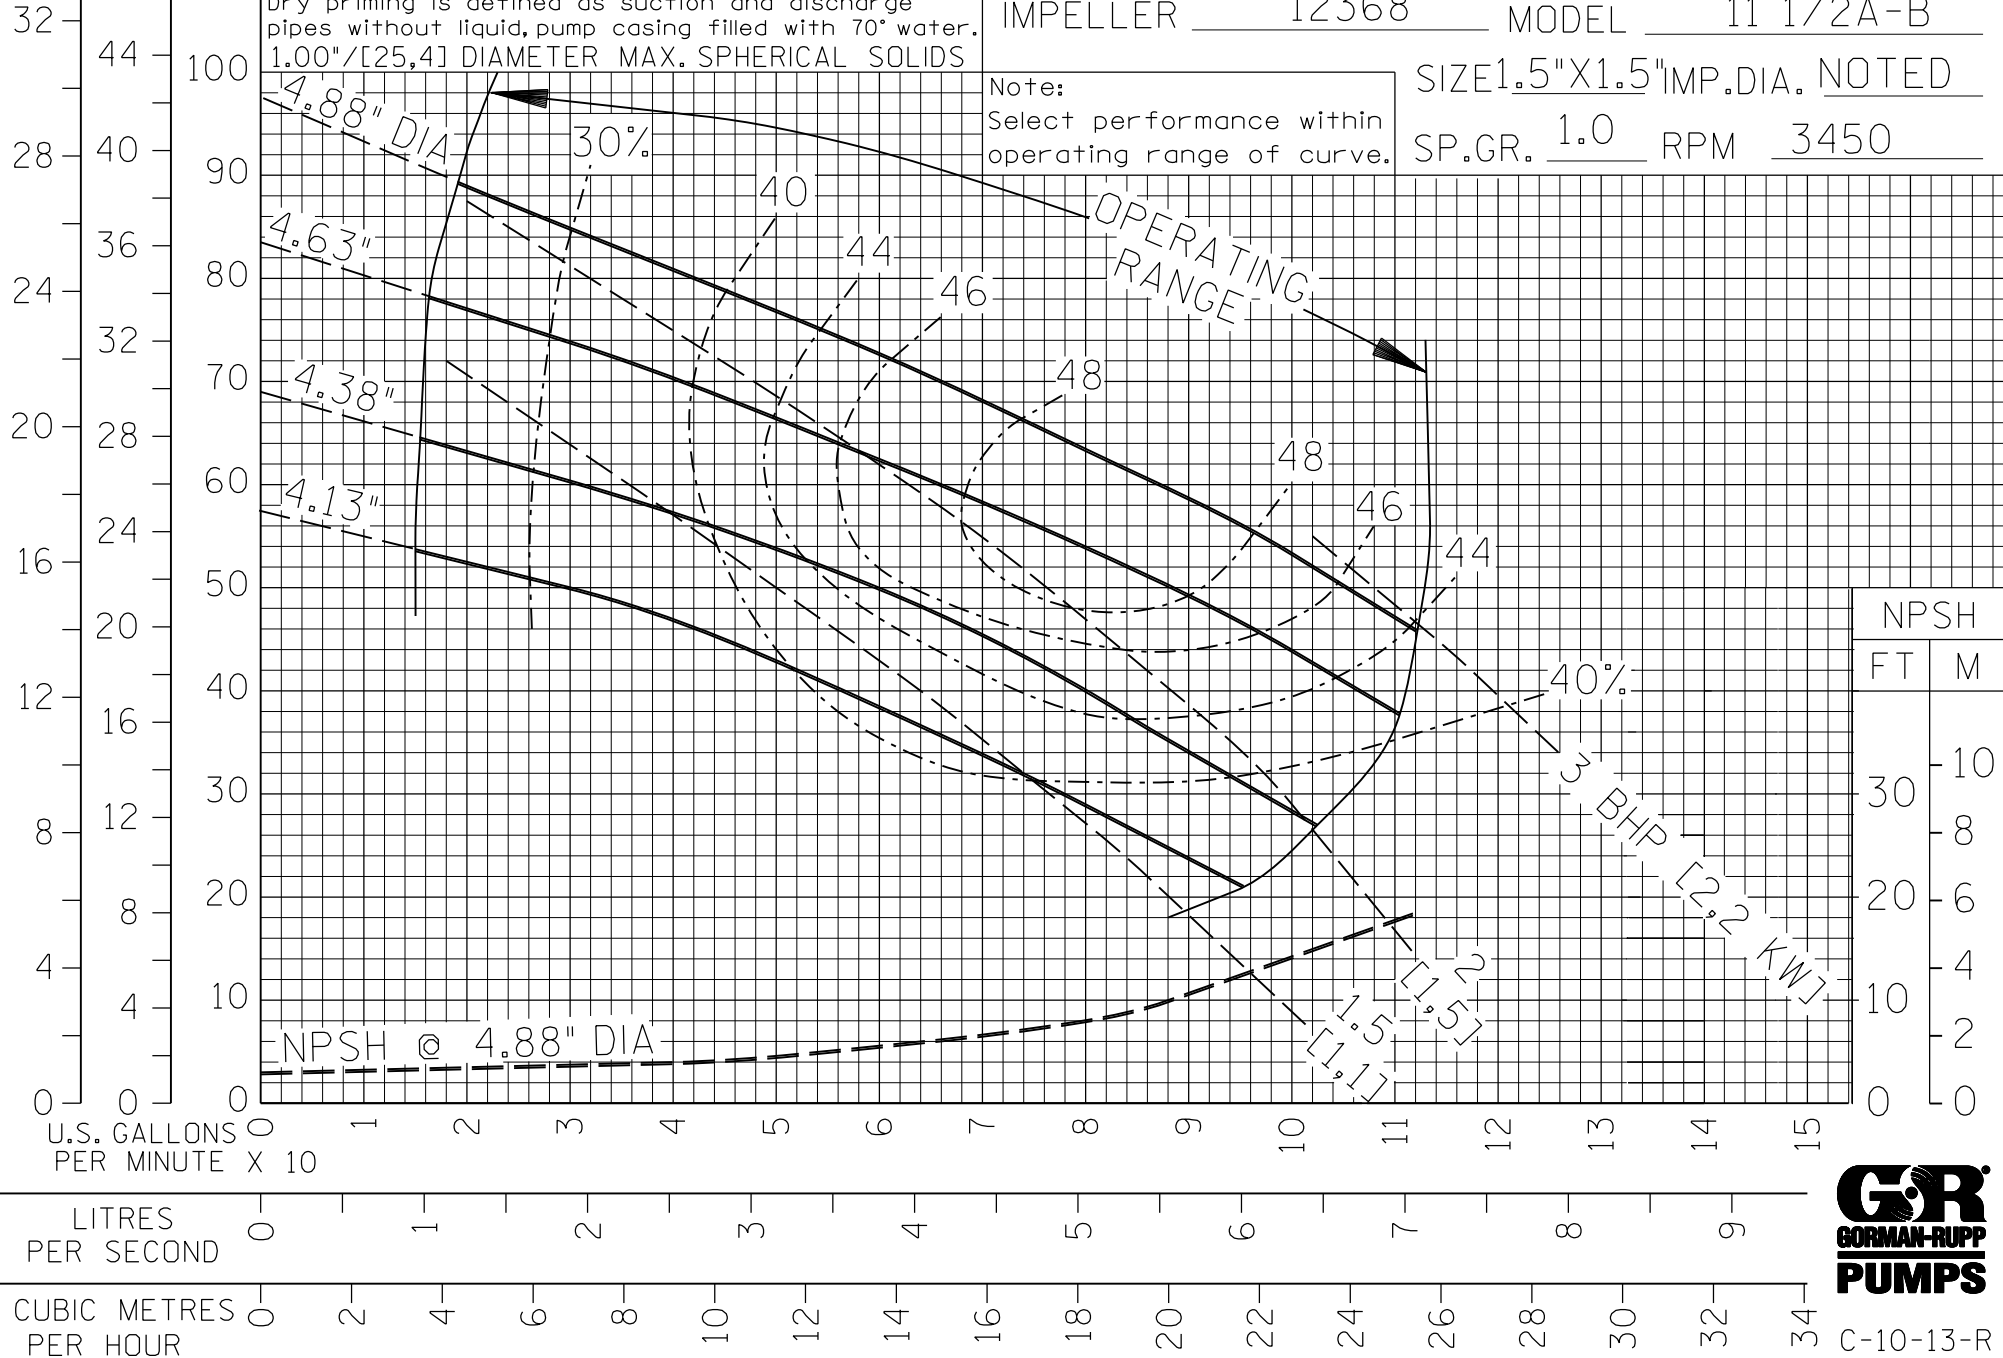 Dry priming is defined as suction and discharge
pipes without liquid, pump casing filled with 70° water.
1.00"/[25,4] DIAMETER MAX. SPHERICAL SOLIDS
IMPELLER 12368 MODEL 11 1/2A-B
SIZE 1.5"X1.5" IMP.DIA. NOTED
SP.GR. 1.0 RPM 3450
Note:
Select performance within
operating range of curve.
32
28
24
20
16
12
8
4
0
44
40
36
32
28
24
20
16
12
8
4
0
100
90
80
70
60
50
40
30
20
10
0
4.88" DIA
4.63"
4.38"
4.13"
30%
40
44
46
48
OPERATING
RANGE
48
46
44
40%
3 BHP [2,2 KW]
2
[1,5]
1.5
[1,1]
NPSH @ 4.88" DIA
NPSH
FT M
30
20
10
0
10
8
6
4
2
0
U.S. GALLONS
PER MINUTE X 10
0 1 2 3 4 5 6 7 8 9 10 11 12 13 14 15
LITRES
PER SECOND
0 1 2 3 4 5 6 7 8 9
CUBIC METRES
PER HOUR
0 2 4 6 8 10 12 14 16 18 20 22 24 26 28 30 32 34
GR
GORMAN-RUPP
PUMPS
C-10-13-R